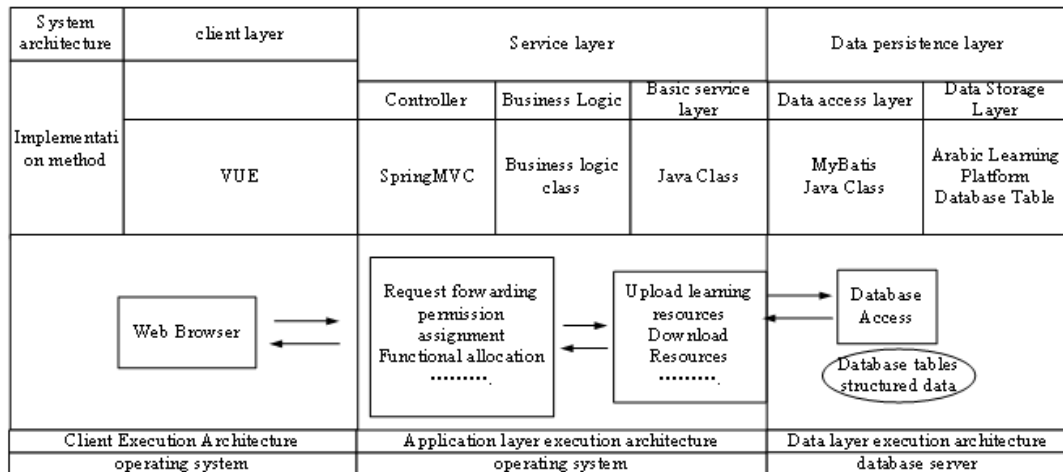 System
architecture
client layer
Service layer
Data persistence layer
Implementati
on method
Controller
Business Logic
Basic service
layer
Data access layer
Data Storage
Layer
VUE
SpringMVC
Business logic
class
Java Class
MyBatis
Java Class
Arabic Learning
Platform
Database Table
Web Browser
Request forwarding
permission
assignment
Functional allocation
.........
Upload learning
resources
Download
Resources
.........
Database
Access
Database tables
structured data
Client Execution Architecture
Application layer execution architecture
Data layer execution architecture
operating system
operating system
database server